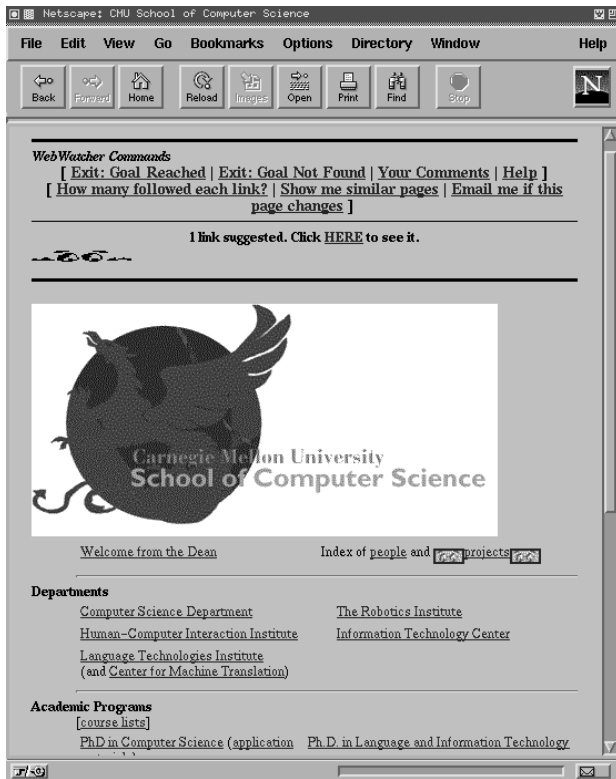 Netscape: CMU School of Computer Science
File Edit View Go Bookmarks Options Directory Window Help
Back Forward Home Reload Images Open Print Find Stop
N
WebWatcher Commands
[ Exit: Goal Reached | Exit: Goal Not Found | Your Comments | Help ]
[ How many followed each link? | Show me similar pages | Email me if this
page changes ]
1 link suggested. Click HERE to see it.
Carnegie Mellon University
School of Computer Science
Welcome from the Dean Index of people and projects
Departments
Computer Science Department The Robotics Institute
Human-Computer Interaction Institute Information Technology Center
Language Technologies Institute
(and Center for Machine Translation)
Academic Programs
[course lists]
PhD in Computer Science (application Ph.D. in Language and Information Technology